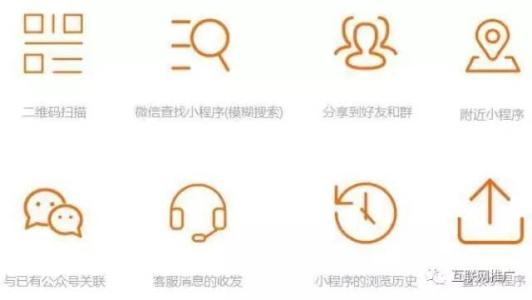 二维码扫描
微信查找小程序(模糊搜索)
分享到好友和群
附近小程序
与已有公众号关联
客服消息的收发
小程序的浏览历史
互联网推广
小程序